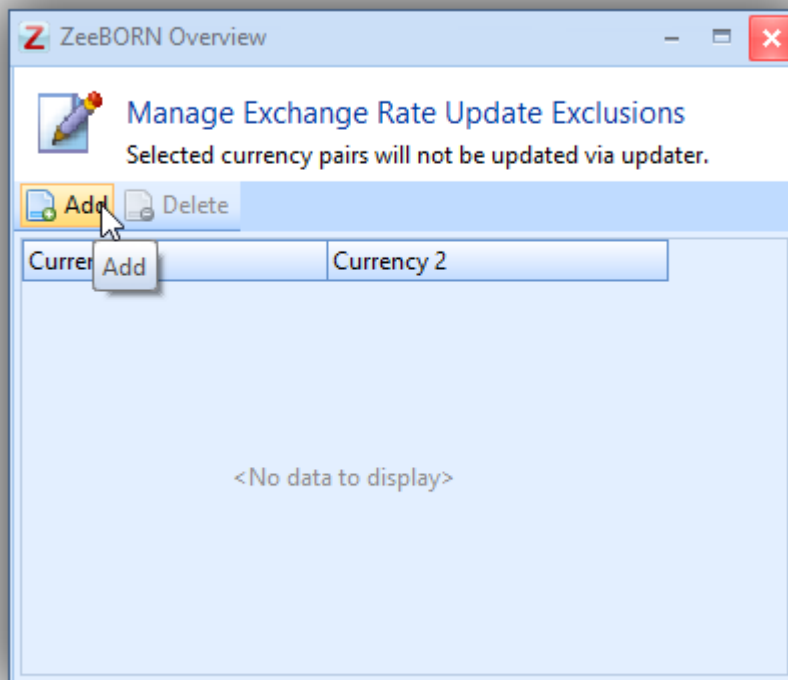 Z ZeeBORN Overview
Manage Exchange Rate Update Exclusions
Selected currency pairs will not be updated via updater.
Add Delete
Currency 2
Add
<No data to display>